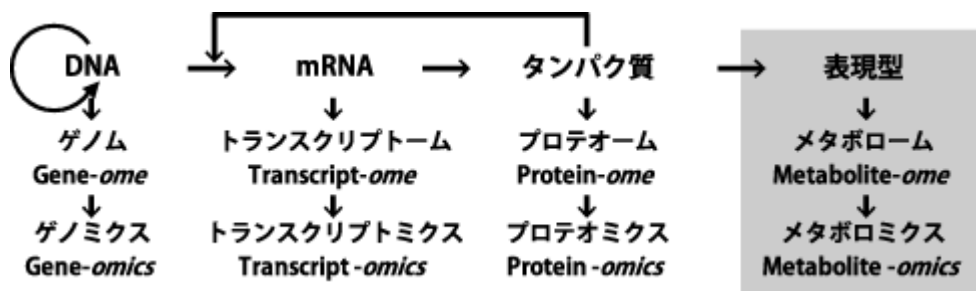 DNA
mRNA
タンパク質
表現型
ゲノム
トランスクリプトーム
プロテオーム
メタボローム
Gene-ome
Transcript-ome
Protein-ome
Metabolite-ome
ゲノミクス
トランスクリプトミクス
プロテオミクス
メタボロミクス
Gene-omics
Transcript -omics
Protein -omics
Metabolite -omics